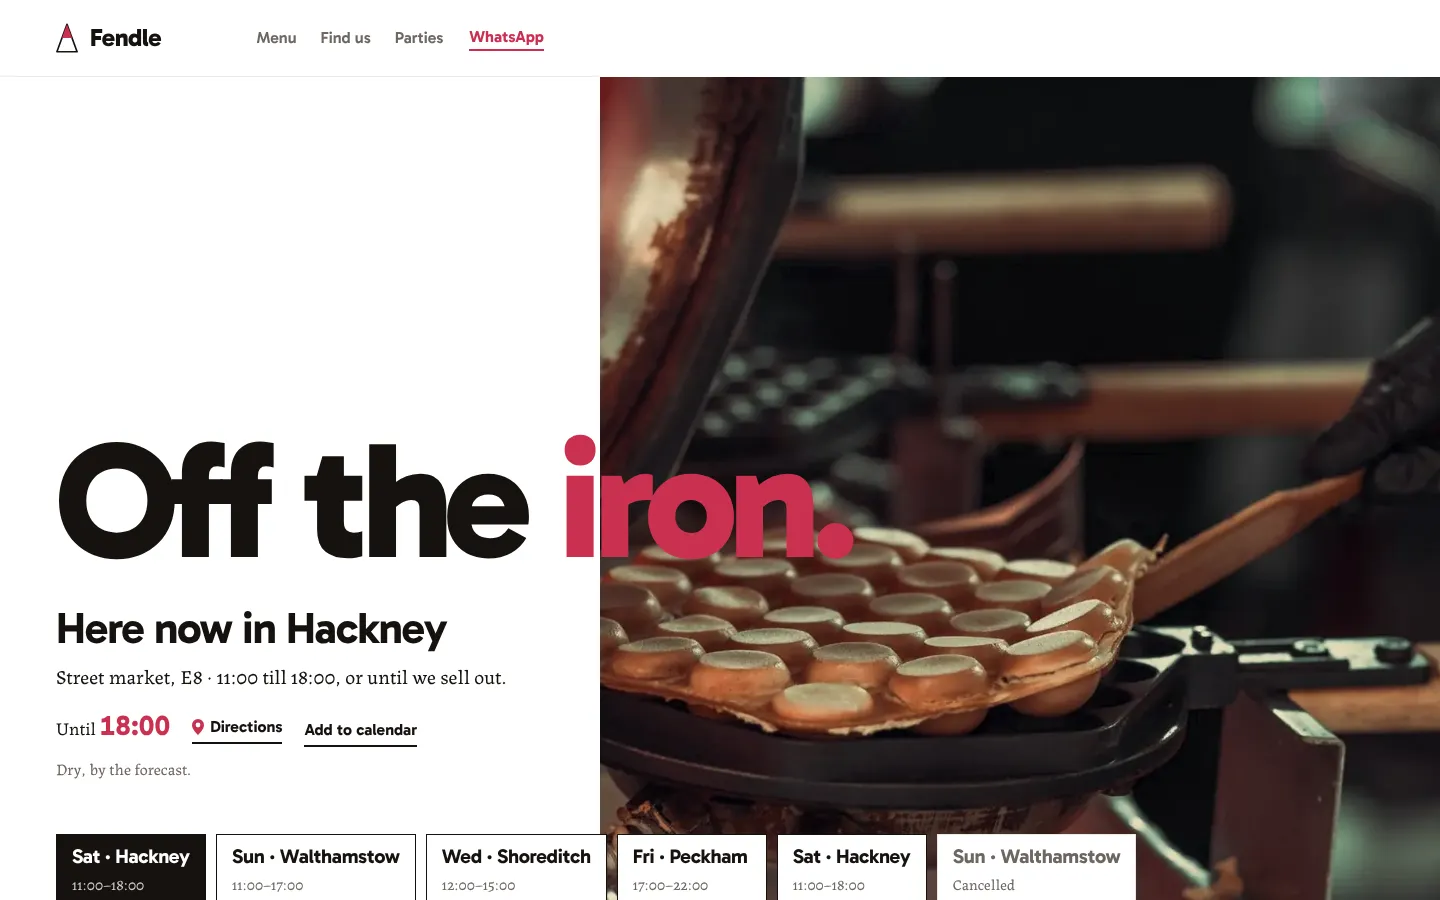 Fendle
Menu Find us Parties WhatsApp
Off the iron.
Here now in Hackney
Street market, E8 · 11:00 till 18:00, or until we sell out.
Until 18:00 Directions Add to calendar
Dry, by the forecast.
Sat · Hackney
11:00–18:00
Sun · Walthamstow
11:00–17:00
Wed · Shoreditch
12:00–15:00
Fri · Peckham
17:00–22:00
Sat · Hackney
11:00–18:00
Sun · Walthamstow
Cancelled